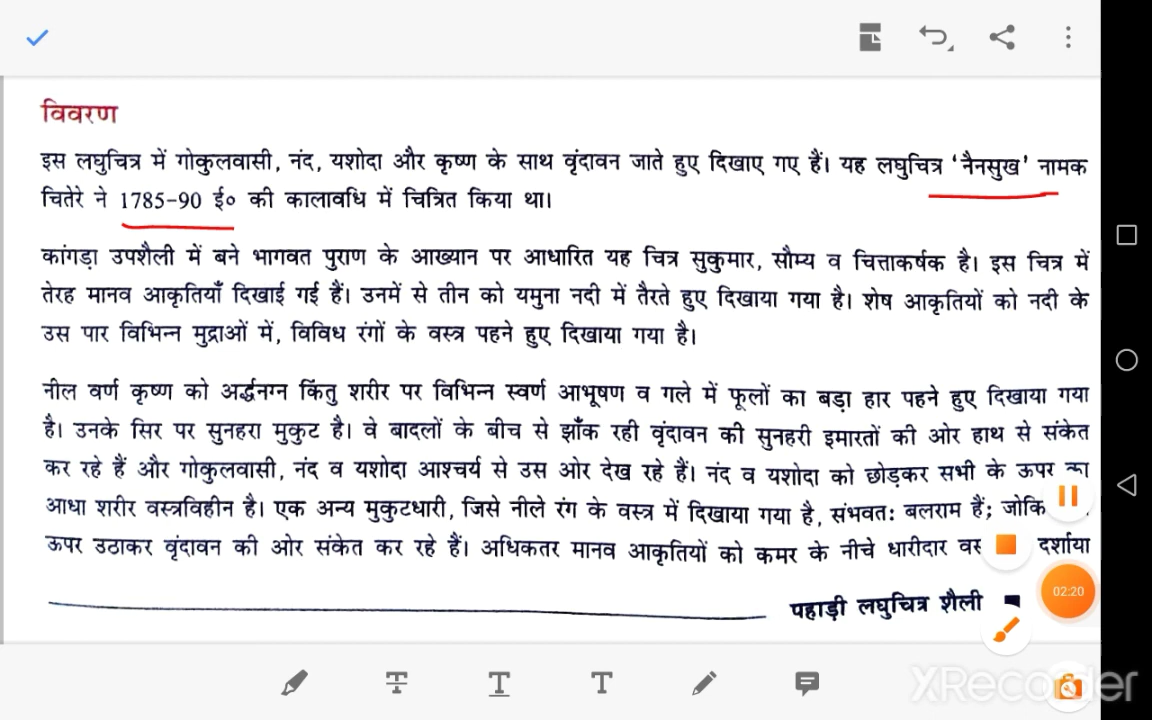 विवरण
इस लघुचित्र में गोकुलवासी, नंद, यशोदा और कृष्ण के साथ वृंदावन जाते हुए दिखाए गए हैं। यह लघुचित्र 'नैनसुख' नामक
चितेरे ने 1785-90 ई० की कालावधि में चित्रित किया था।
कांगड़ा उपशैली में बने भागवत पुराण के आख्यान पर आधारित यह चित्र सुकुमार, सौम्य व चित्ताकर्षक है। इस चित्र में
तेरह मानव आकृतियाँ दिखाई गई हैं। उनमें से तीन को यमुना नदी में तैरते हुए दिखाया गया है। शेष आकृतियों को नदी के
उस पार विभिन्न मुद्राओं में, विविध रंगों के वस्त्र पहने हुए दिखाया गया है।
नील वर्ण कृष्ण को अर्द्धनग्न किंतु शरीर पर विभिन्न स्वर्ण आभूषण व गले में फूलों का बड़ा हार पहने हुए दिखाया गया
है। उनके सिर पर सुनहरा मुकुट है। वे बादलों के बीच से झाँक रही वृंदावन की सुनहरी इमारतों की ओर हाथ से संकेत
कर रहे हैं और गोकुलवासी, नंद व यशोदा आश्चर्य से उस ओर देख रहे हैं। नंद व यशोदा को छोड़कर सभी के ऊपर का
आधा शरीर वस्त्रविहीन है। एक अन्य मुकुटधारी, जिसे नीले रंग के वस्त्र में दिखाया गया है, संभवत: बलराम हैं; जोकि
ऊपर उठाकर वृंदावन की ओर संकेत कर रहे हैं। अधिकतर मानव आकृतियों को कमर के नीचे धारीदार दर्शाया
पहाड़ी लघुचित्र शैली
02:20
XRecorder